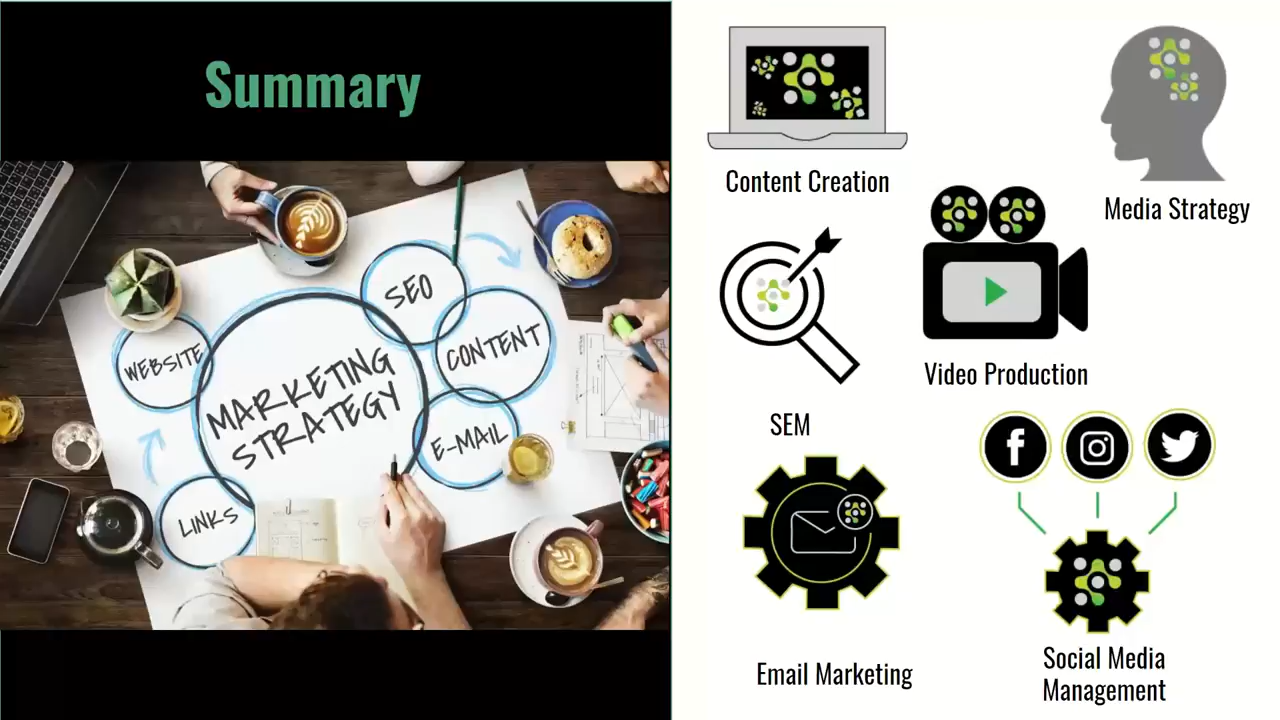 Summary
SEO
CONTENT
WEBSITE
MARKETING
STRATEGY
E-MAIL
LINKS
Content Creation
Media Strategy
Video Production
SEM
Email Marketing
Social Media
Management